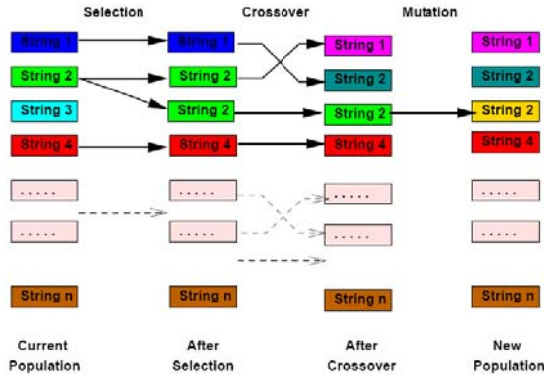 Selection Crossover Mutation
String 1 String 1 String 1 String 1
String 2 String 2 String 2 String 2
String 3 String 2 String 2 String 2
String 4 String 4 String 4 String 4
..... ..... ..... .....
..... ..... ..... .....
String n String n String n String n
Current After After New
Population Selection Crossover Population